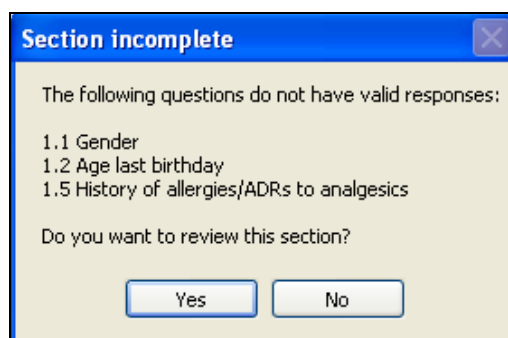 Section incomplete
The following questions do not have valid responses:
1.1 Gender
1.2 Age last birthday
1.5 History of allergies/ADRs to analgesics
Do you want to review this section?
Yes No